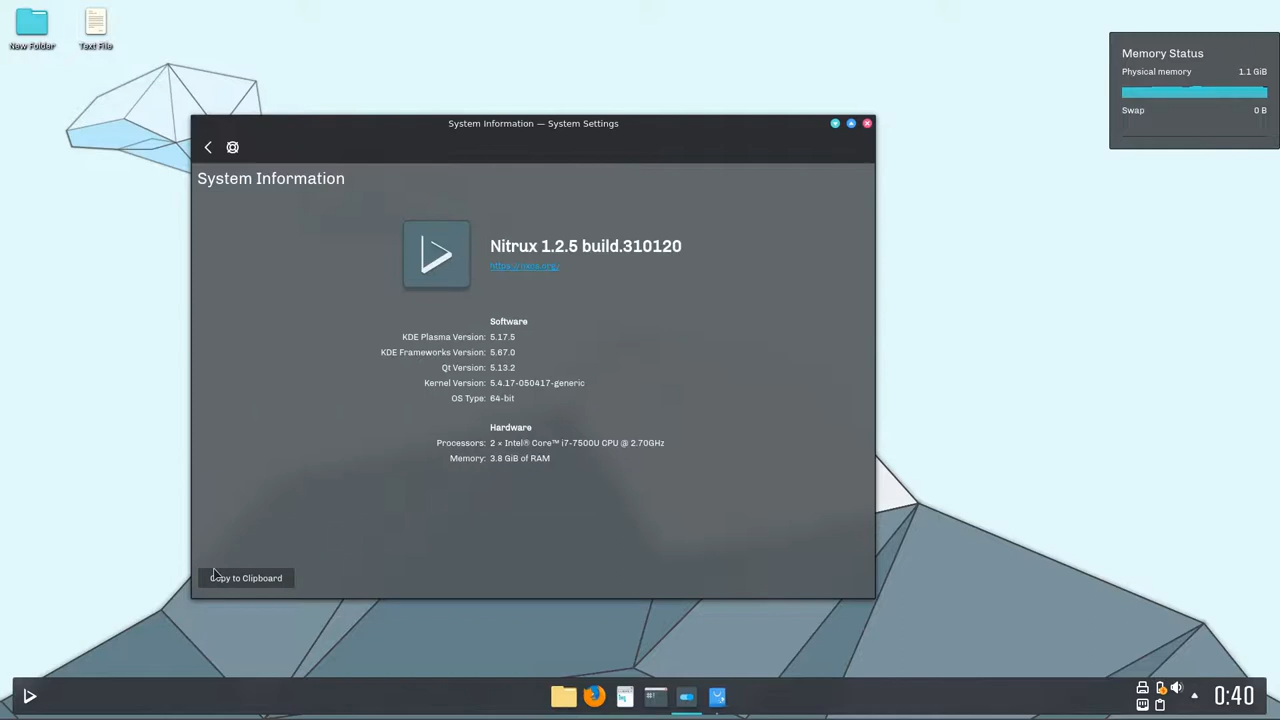 New Folder
Text File
Memory Status
Physical memory 1.1 GiB
Swap 0 B
System Information — System Settings
System Information
Nitrux 1.2.5 build.310120
Software
KDE Plasma Version: 5.17.5
KDE Frameworks Version: 5.67.0
Qt Version: 5.13.2
Kernel Version: 5.4.17-050417-generic
OS Type: 64-bit
Hardware
Processors: 2 × Intel® Core™ i7-7500U CPU @ 2.70GHz
Memory: 3.8 GiB of RAM
Copy to Clipboard
0:40